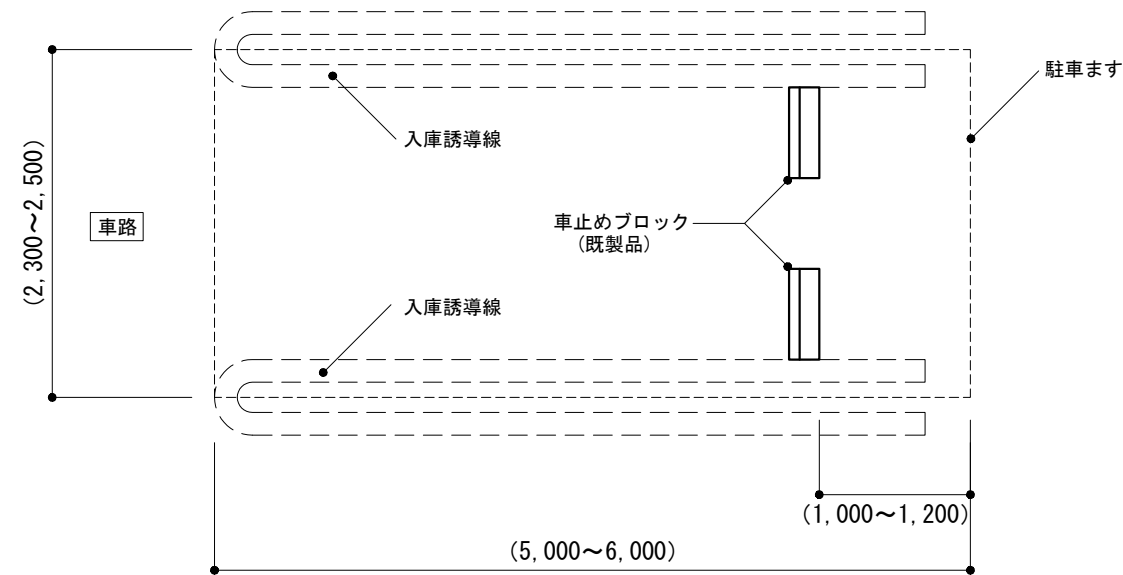 駐車ます
入庫誘導線
(2,300～2,500)
車路
車止めブロック
(既製品)
入庫誘導線
(1,000～1,200)
(5,000～6,000)